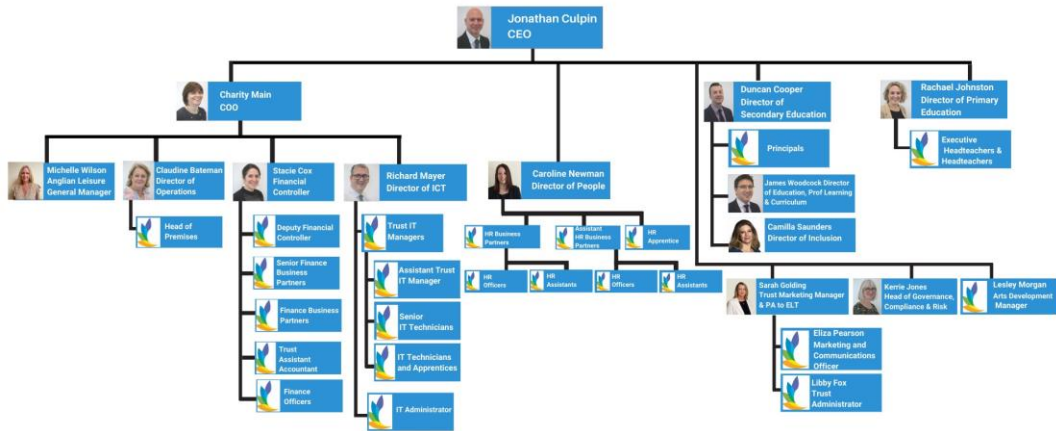 Jonathan Culpin
CEO
Charity Main
COO
Duncan Cooper
Director of
Secondary Education
Rachael Johnston
Director of Primary
Education
Principals
Executive
Headteachers &
Headteachers
Michelle Wilson
Anglian Leisure
General Manager
Claudine Bateman
Director of
Operations
Stacie Cox
Financial
Controller
Richard Mayer
Director of ICT
Caroline Newman
Director of People
James Woodcock Director
of Education, Prof Learning
& Curriculum
Camilla Saunders
Director of Inclusion
Head of
Premises
Deputy Financial
Controller
Senior Finance
Business
Partners
Finance Business
Partners
Trust
Assistant
Accountant
Finance
Officers
Trust IT
Managers
Assistant Trust
IT Manager
Senior
IT Technicians
IT Technicians
and Apprentices
IT Administrator
HR Business
Partners
Assistant
HR Business
Partners
HR
Apprentice
HR
Officers
HR
Assistants
HR
Officers
HR
Assistants
Sarah Golding
Trust Marketing Manager
& PA to ELT
Kerrie Jones
Head of Governance,
Compliance & Risk
Lesley Morgan
Arts Development
Manager
Eliza Pearson
Marketing and
Communications
Officer
Libby Fox
Trust
Administrator